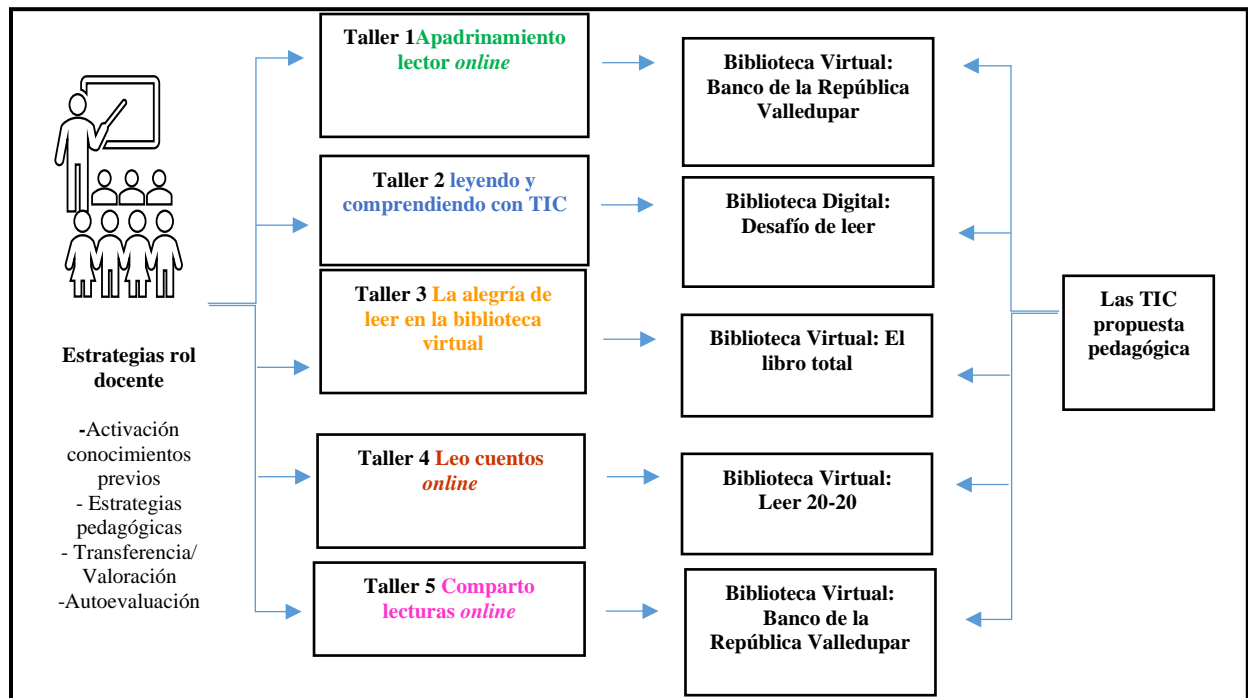 Taller 1Apadrinamiento
lector online
Biblioteca Virtual:
Banco de la República
Valledupar
Taller 2 leyendo y
comprendiendo con TIC
Biblioteca Digital:
Desafío de leer
Taller 3 La alegría de
leer en la biblioteca
virtual
Biblioteca Virtual: El
libro total
Taller 4 Leo cuentos
online
Biblioteca Virtual:
Leer 20-20
Taller 5 Comparto
lecturas online
Biblioteca Virtual:
Banco de la
República Valledupar
Las TIC
propuesta
pedagógica
Estrategias rol
docente
-Activación
conocimientos
previos
- Estrategias
pedagógicas
- Transferencia/
Valoración
-Autoevaluación